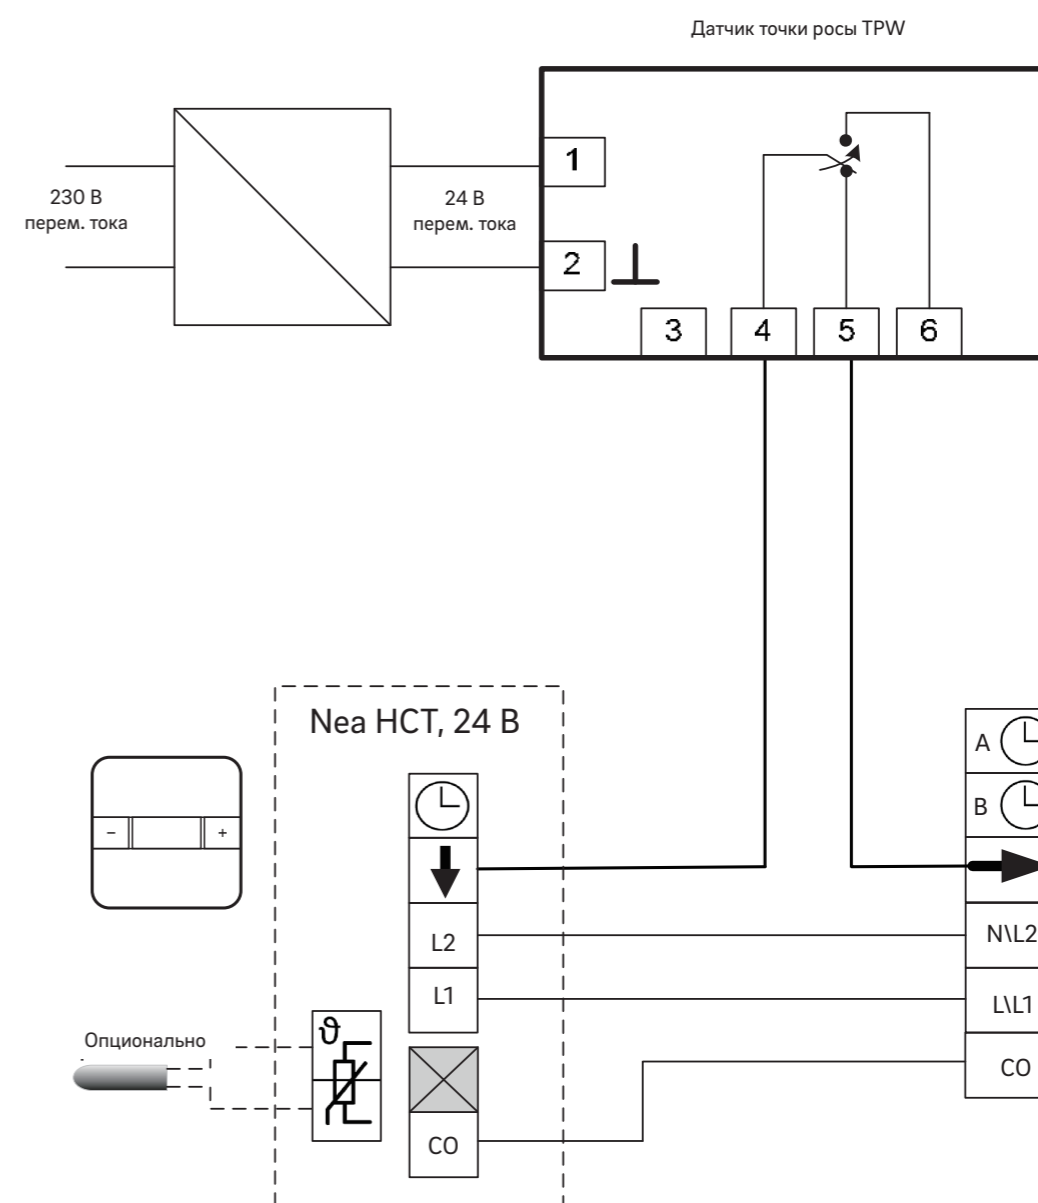 Датчик точки росы TPW
1
230 В
перем. тока
24 В
перем. тока
2
3
4
5
6
Nea HCT, 24 В
A
B
−
+
L2
N\L2
L1
L\L1
ϑ
Опционально
CO
CO